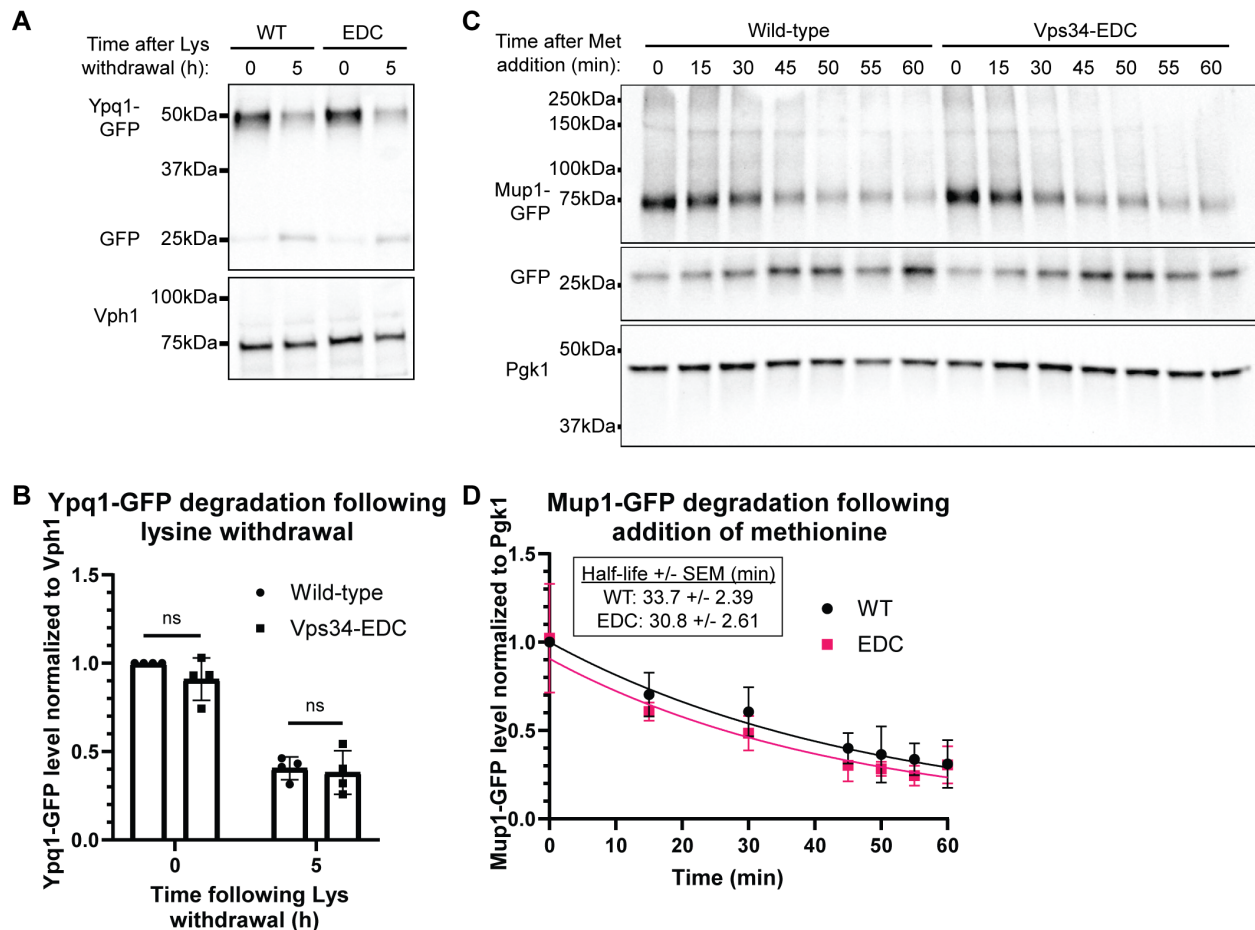 A
WT EDC
Time after Lys
withdrawal (h): 0 5 0 5
Ypq1-
GFP
50kDa
37kDa
GFP 25kDa
100kDa
Vph1
75kDa
C
Wild-type Vps34-EDC
Time after Met
addition (min): 0 15 30 45 50 55 60 0 15 30 45 50 55 60
250kDa
150kDa
100kDa
Mup1-
GFP
75kDa
GFP 25kDa
50kDa
Pgk1
37kDa
B Ypq1-GFP degradation following
lysine withdrawal
Ypq1-GFP level normalized to Vph1
1.5
1.0
0.5
0.0
Wild-type
Vps34-EDC
ns
ns
0 5
Time following Lys
withdrawal (h)
D Mup1-GFP degradation following
addition of methionine
Mup1-GFP level normalized to Pgk1
1.5
1.0
0.5
0.0
Half-life +/- SEM (min)
WT: 33.7 +/- 2.39
EDC: 30.8 +/- 2.61
WT
EDC
0 10 20 30 40 50 60
Time (min)